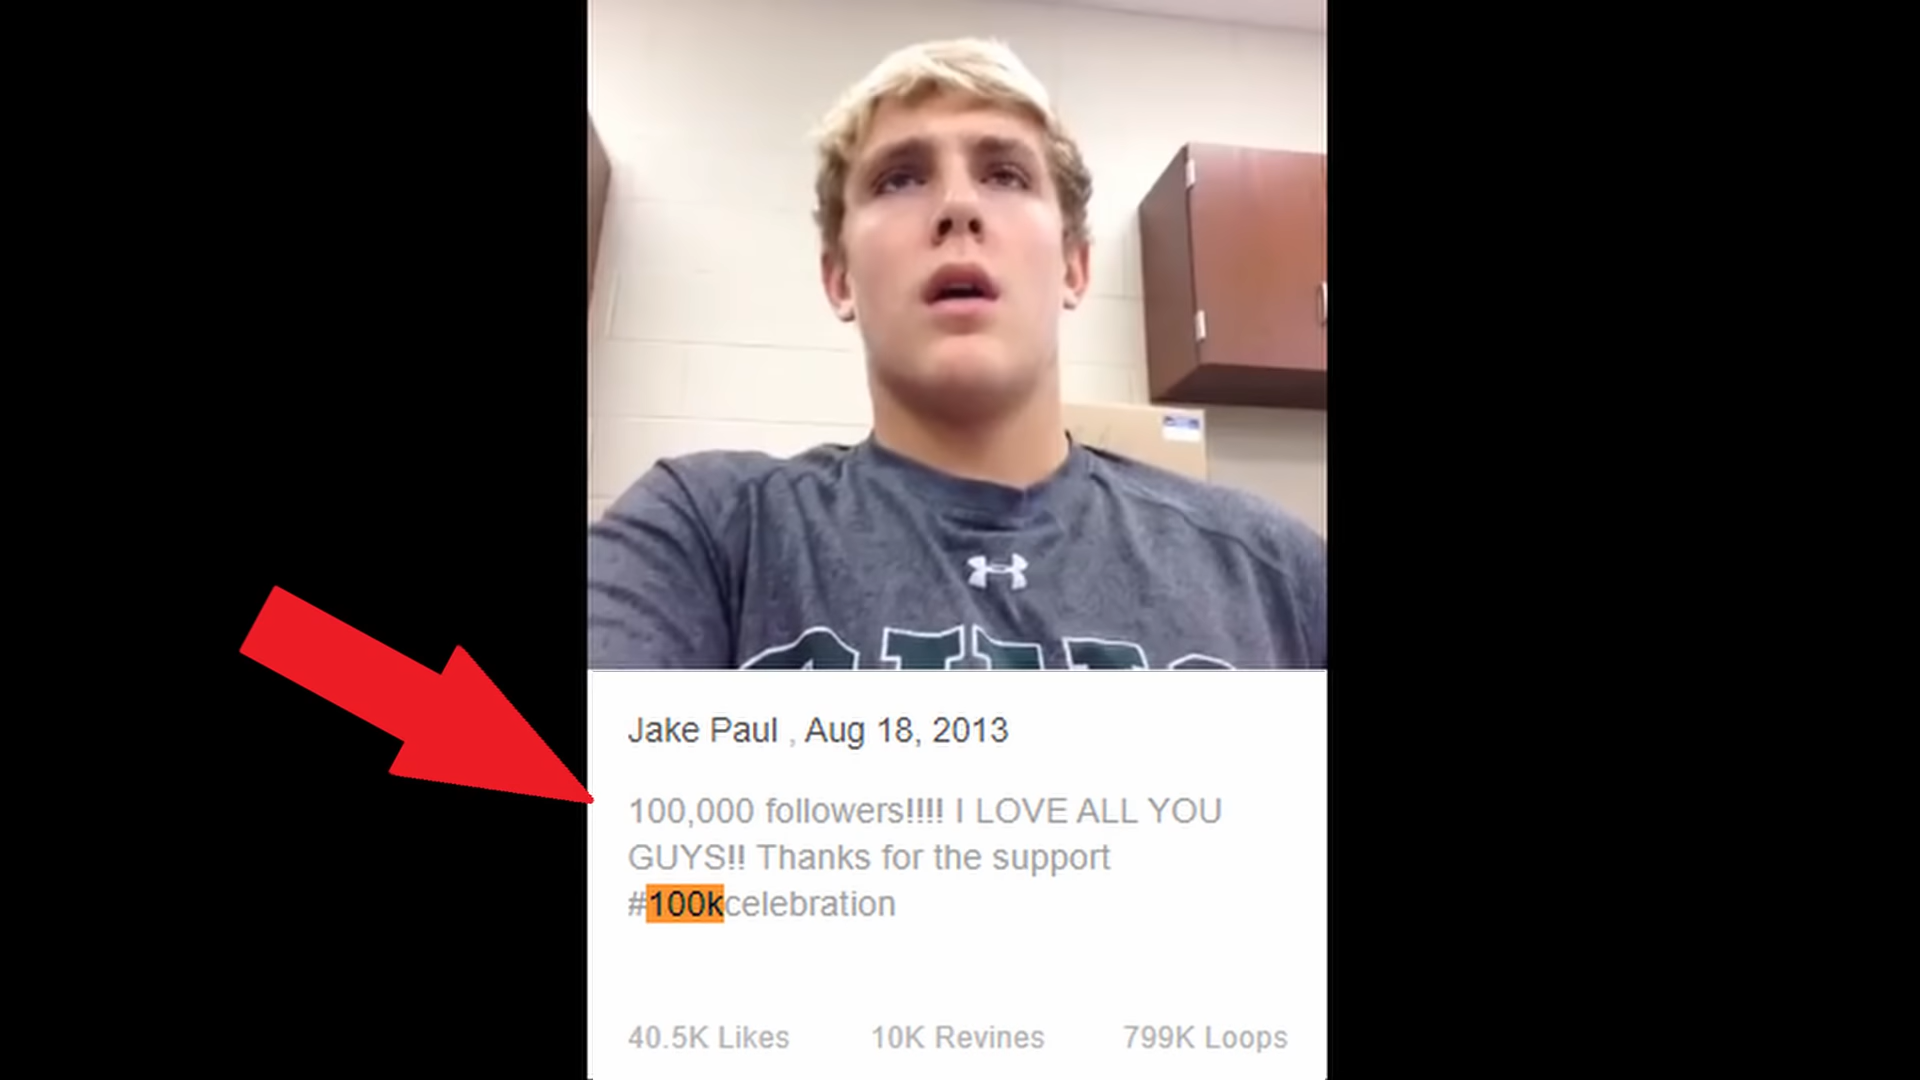 Jake Paul , Aug 18, 2013
100,000 followers!!!! I LOVE ALL YOU
GUYS!! Thanks for the support
#100kcelebration
40.5K Likes 10K Revines 799K Loops